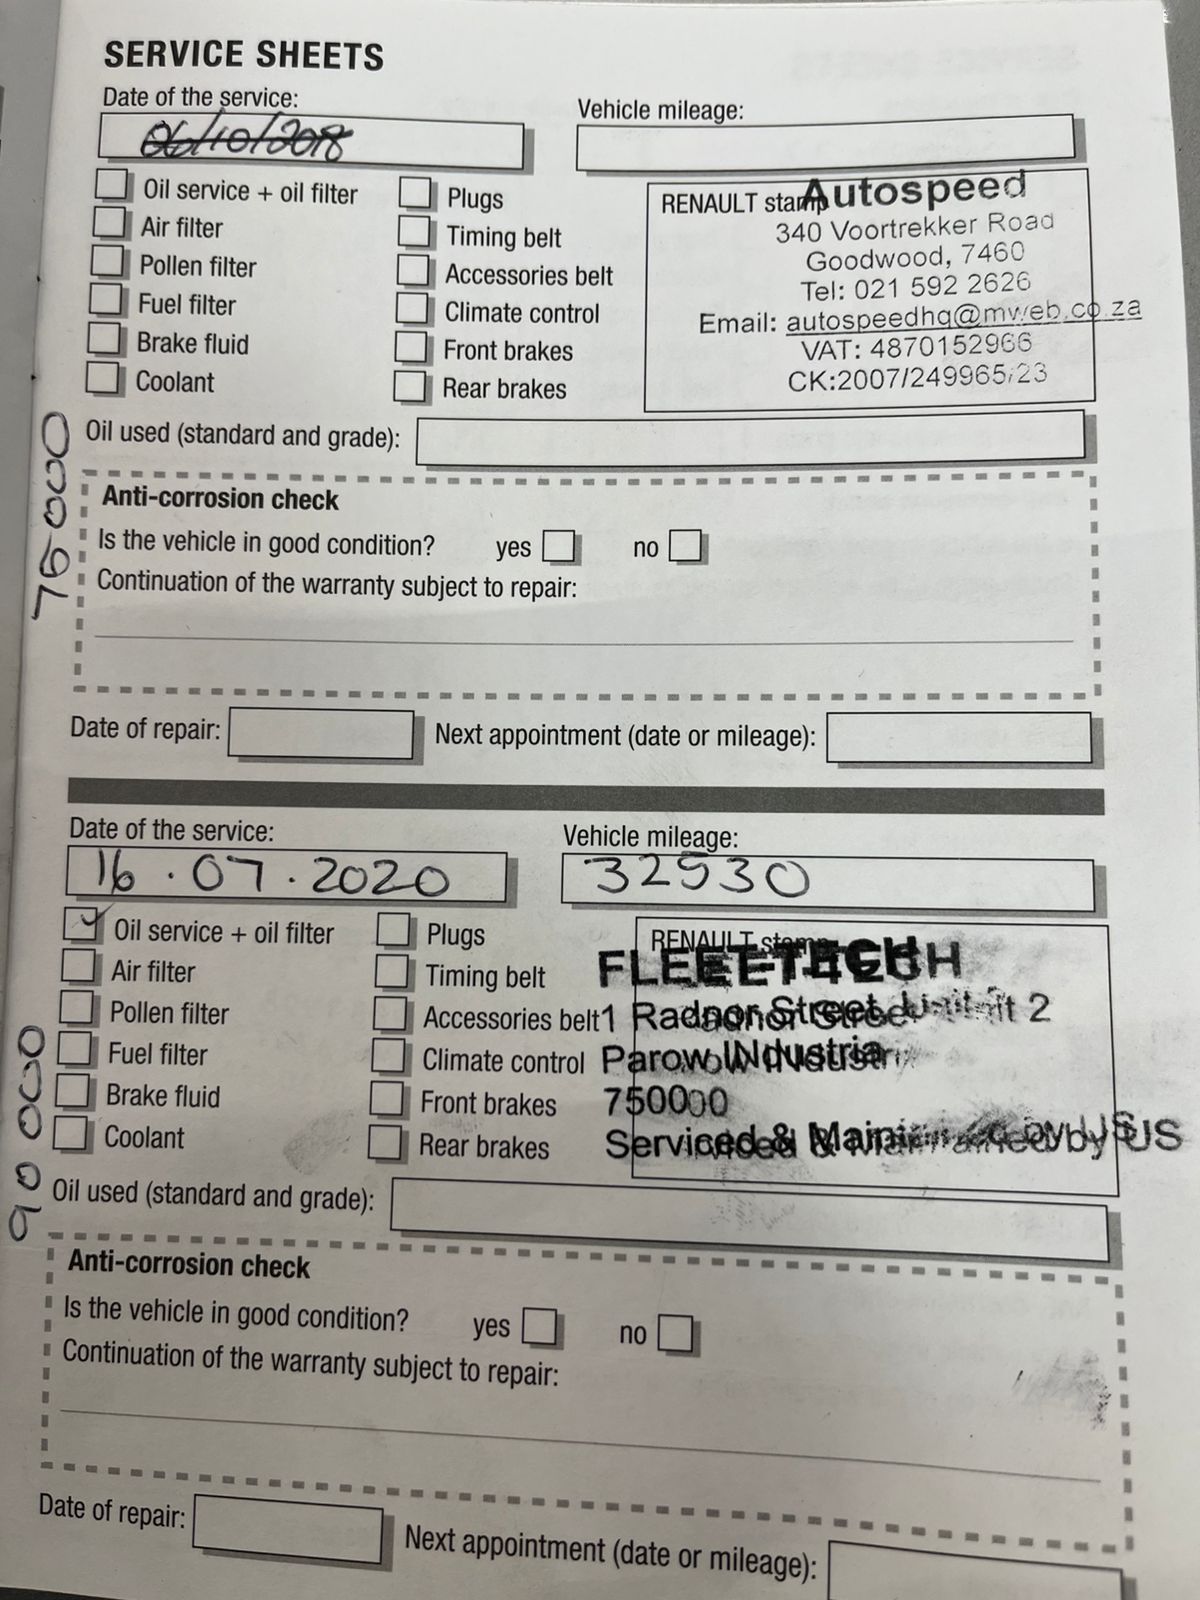 SERVICE SHEETS
Date of the service:
06/10/2018
Vehicle mileage:
Oil service + oil filter
Air filter
Pollen filter
Fuel filter
Brake fluid
Coolant
Plugs
Timing belt
Accessories belt
Climate control
Front brakes
Rear brakes
RENAULT stamp
Autospeed
340 Voortrekker Road
Goodwood, 7460
Tel: 021 592 2626
Email: autospeedhq@mweb.co.za
VAT: 4870152966
CK:2007/249965/23
75000
Oil used (standard and grade):
Anti-corrosion check
Is the vehicle in good condition? yes no
Continuation of the warranty subject to repair:
Date of repair:
Next appointment (date or mileage):
Date of the service:
16.07.2020
Vehicle mileage:
32530
Oil service + oil filter
Air filter
Pollen filter
Fuel filter
Brake fluid
Coolant
Plugs
Timing belt
Accessories belt
Climate control
Front brakes
Rear brakes
RENAULT stamp
1 Radnor Street, Unit 2
Parow INdustria
Serviced & Maintained by US
90 000
Oil used (standard and grade):
Anti-corrosion check
Is the vehicle in good condition? yes no
Continuation of the warranty subject to repair:
Date of repair:
Next appointment (date or mileage):